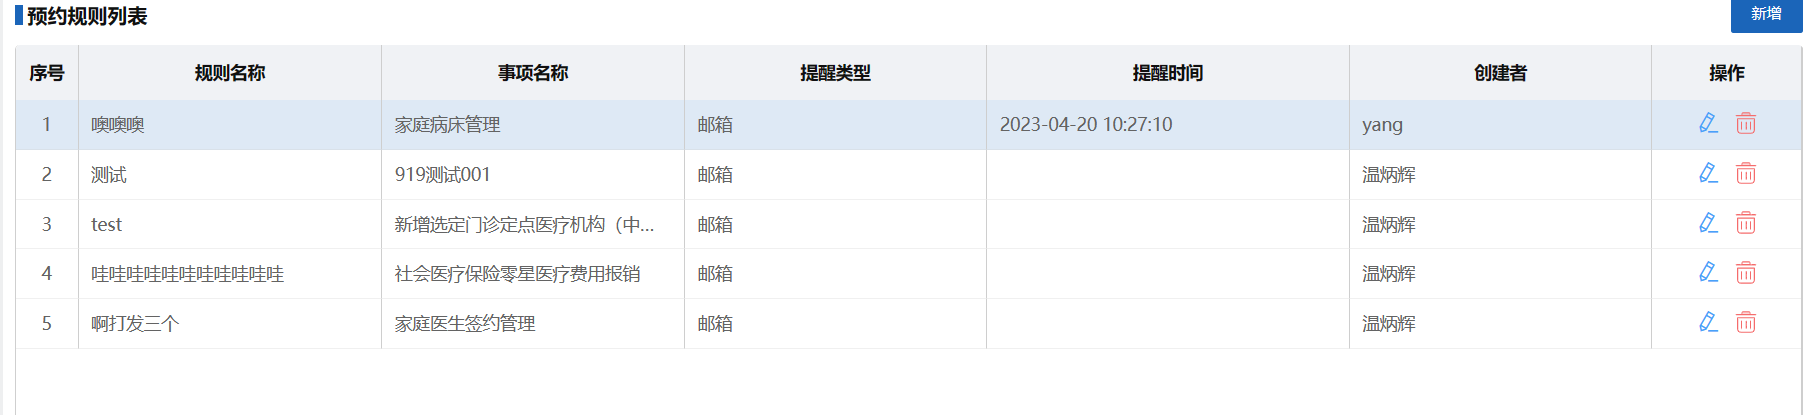 预约规则列表 新增
序号 规则名称 事项名称 提醒类型 提醒时间 创建者 操作
1 噢噢噢 家庭病床管理 邮箱 2023-04-20 10:27:10 yang
2 测试 919测试001 邮箱 温炳辉
3 test 新增选定门诊定点医疗机构（中... 邮箱 温炳辉
4 哇哇哇哇哇哇哇哇哇哇哇 社会医疗保险零星医疗费用报销 邮箱 温炳辉
5 啊打发三个 家庭医生签约管理 邮箱 温炳辉